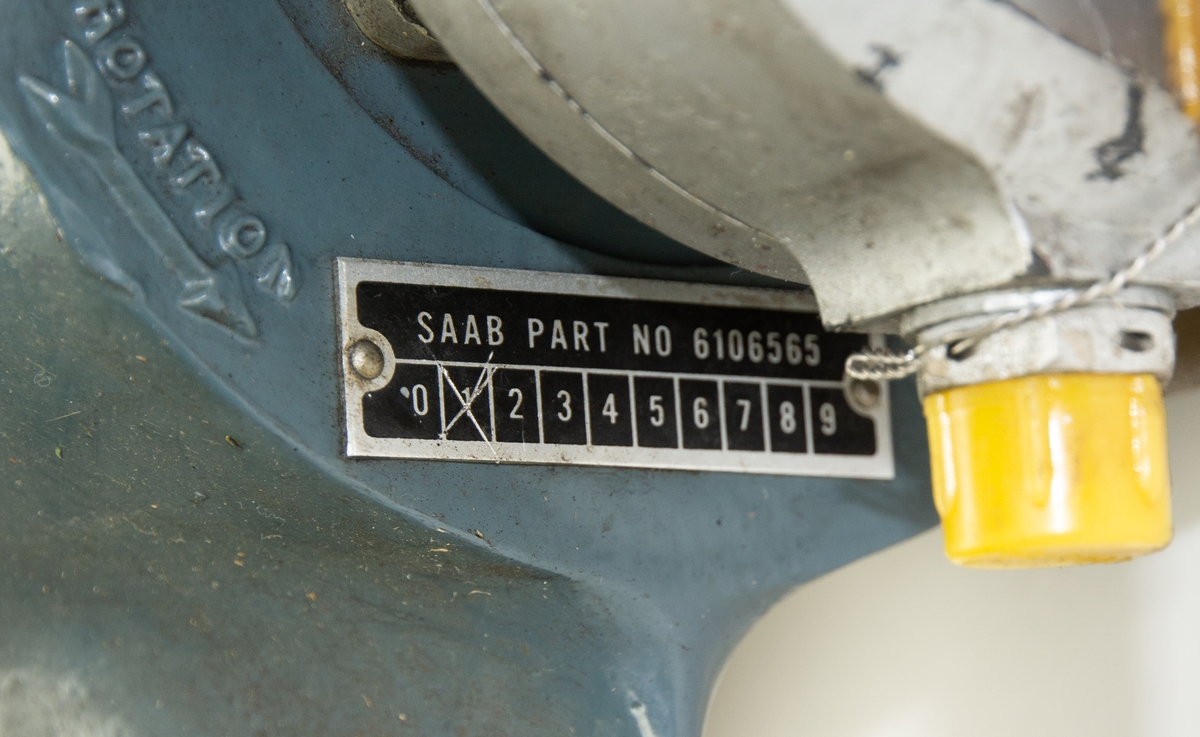 ROTATION
SAAB PART NO 6106565
0 1 2 3 4 5 6 7 8 9